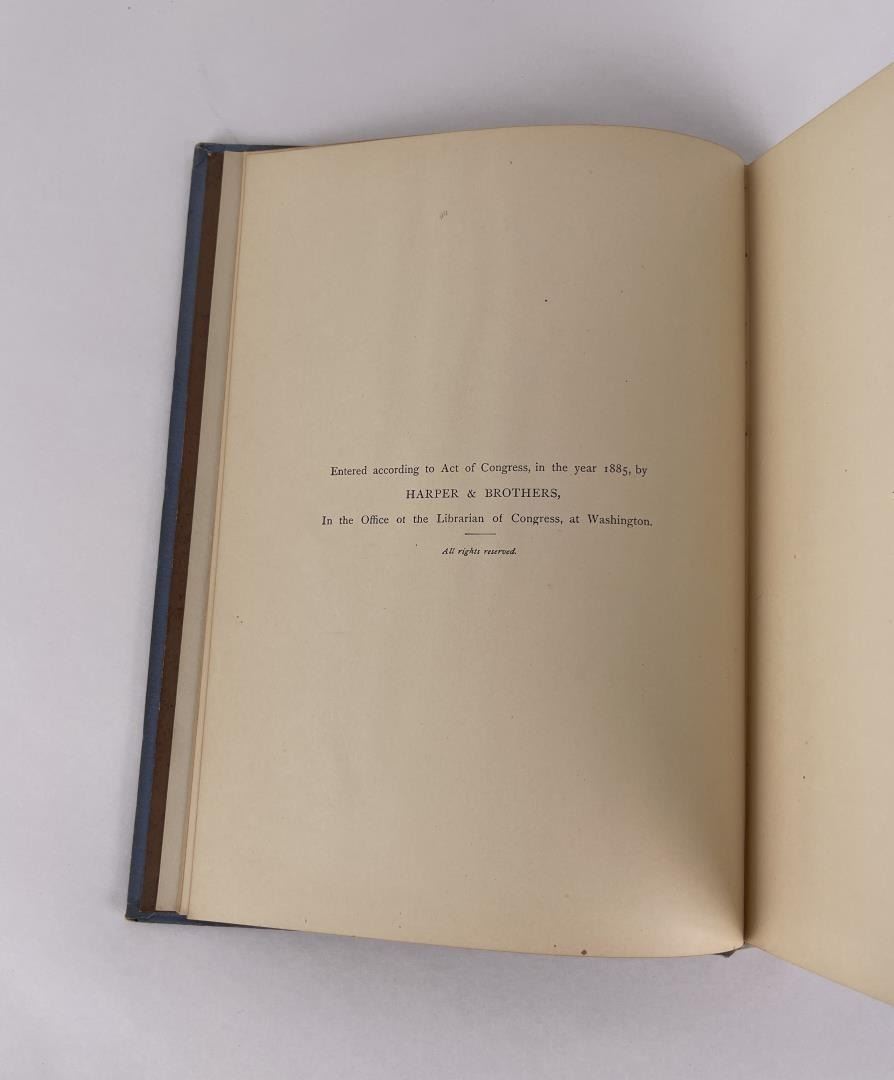 Entered according to Act of Congress, in the year 1885, by
HARPER & BROTHERS,
In the Office of the Librarian of Congress, at Washington.
All rights reserved.